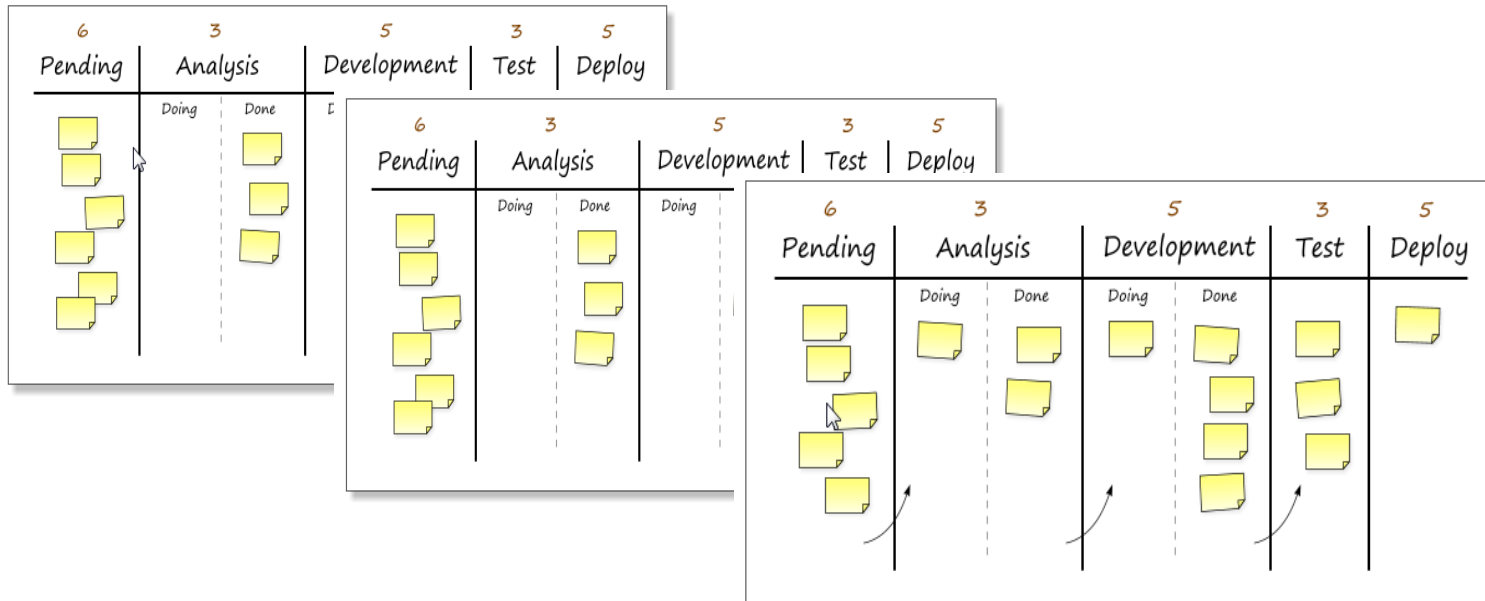 6 3 5 3 5
Pending Analysis Development Test Deploy
Doing Done
6 3 5 3 5
Pending Analysis Development Test Deploy
Doing Done Doing
6 3 5 3 5
Pending Analysis Development Test Deploy
Doing Done Doing Done